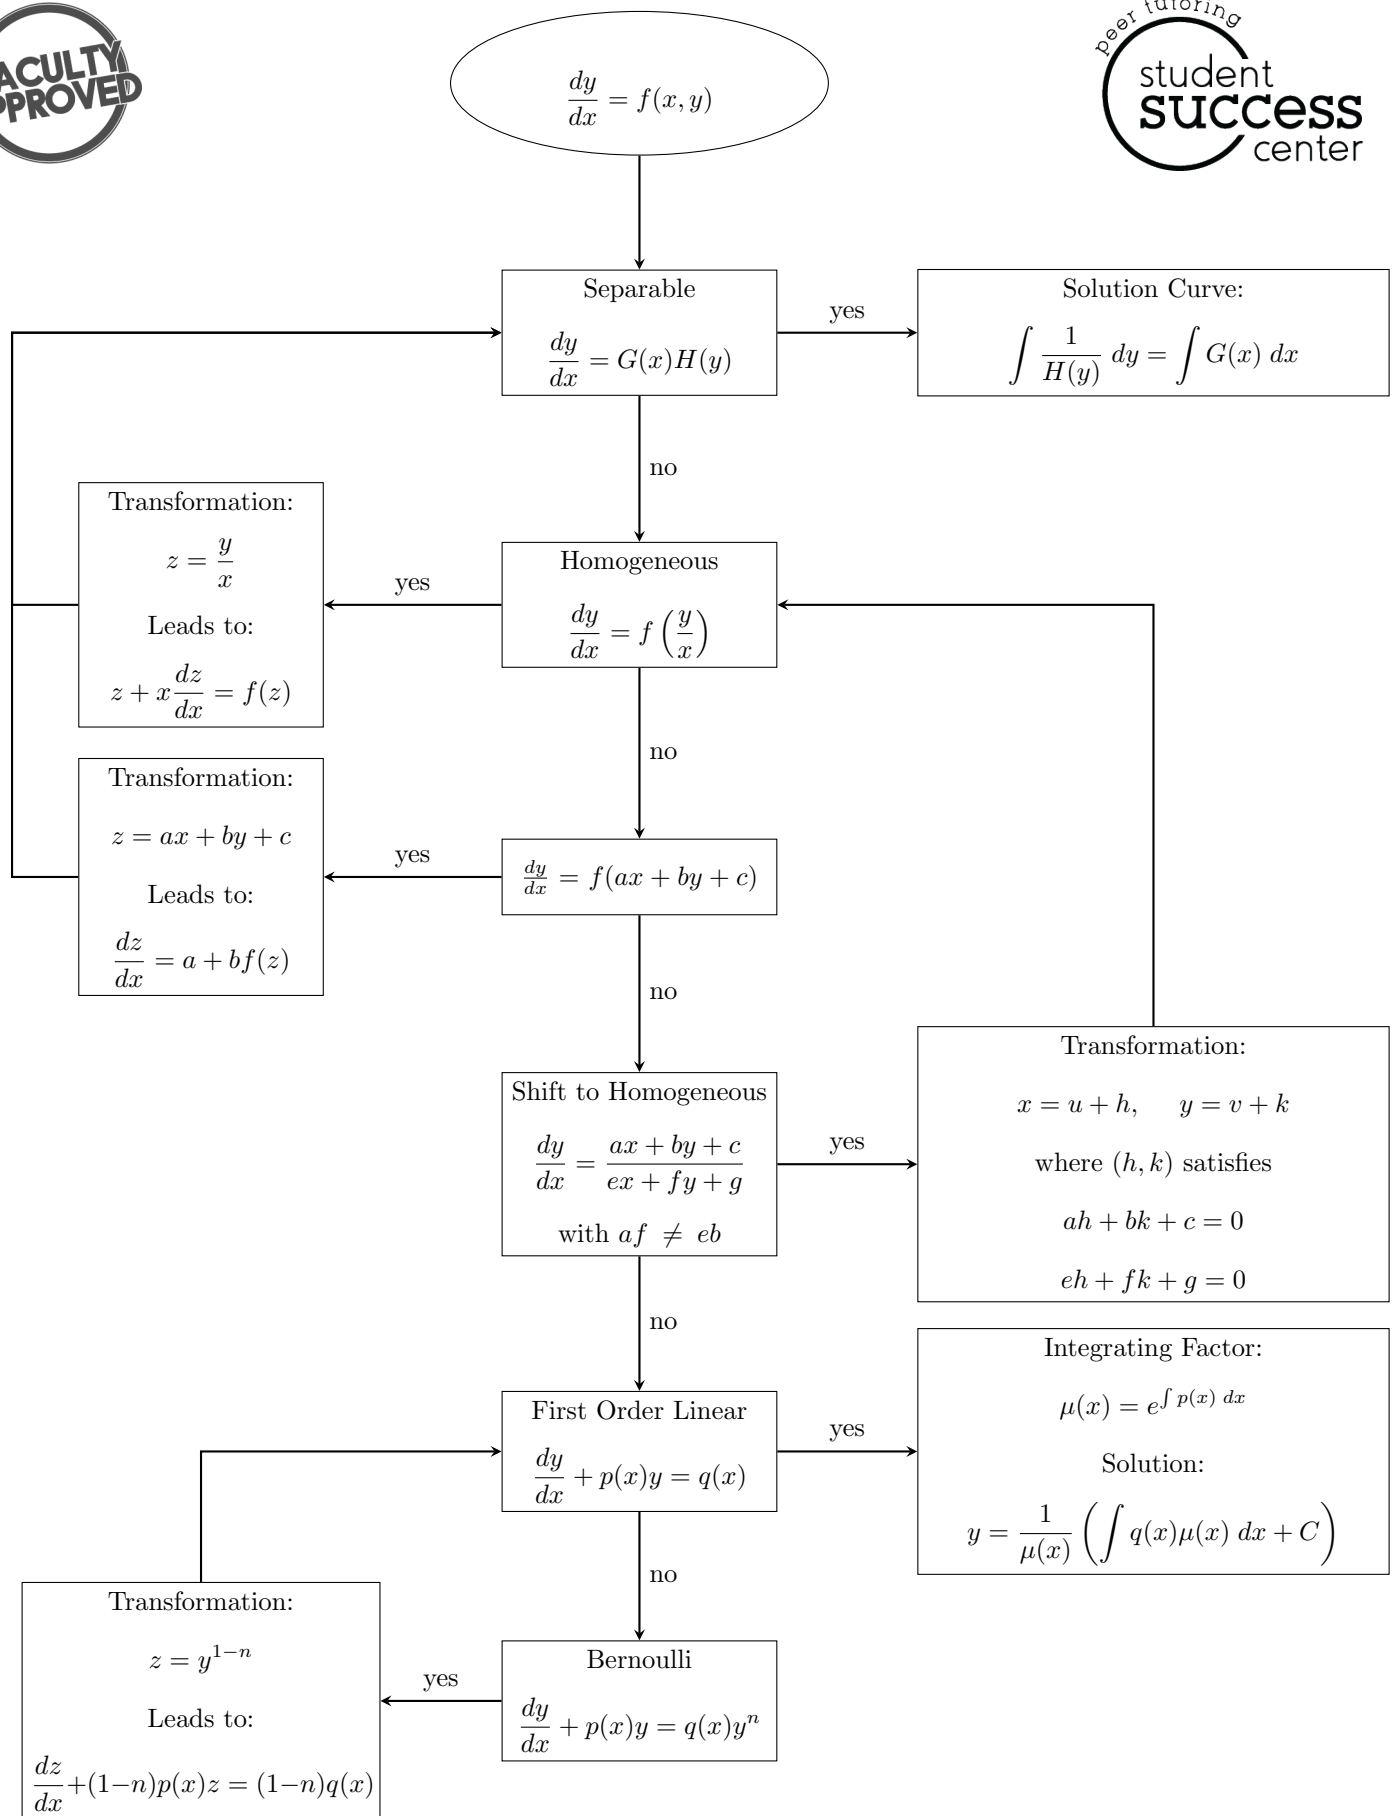 ACULTY
PPROVED
peer tutoring
student
success
center
dy/dx = f(x, y)
Separable
dy/dx = G(x)H(y)
yes
Solution Curve:
∫ 1/H(y) dy = ∫ G(x) dx
no
Transformation:
z = y/x
Leads to:
z + x dz/dx = f(z)
yes
Homogeneous
dy/dx = f (y/x)
no
Transformation:
z = ax + by + c
Leads to:
dz/dx = a + bf(z)
yes
dy/dx = f(ax + by + c)
no
Shift to Homogeneous
dy/dx = (ax + by + c)/(ex + fy + g)
with af ≠ eb
yes
Transformation:
x = u + h, y = v + k
where (h, k) satisfies
ah + bk + c = 0
eh + fk + g = 0
no
First Order Linear
dy/dx + p(x)y = q(x)
yes
Integrating Factor:
μ(x) = e^{∫ p(x) dx}
Solution:
y = 1/μ(x) (∫ q(x)μ(x) dx + C)
no
Transformation:
z = y^{1−n}
Leads to:
dz/dx +(1−n)p(x)z = (1−n)q(x)
yes
Bernoulli
dy/dx + p(x)y = q(x)y^n